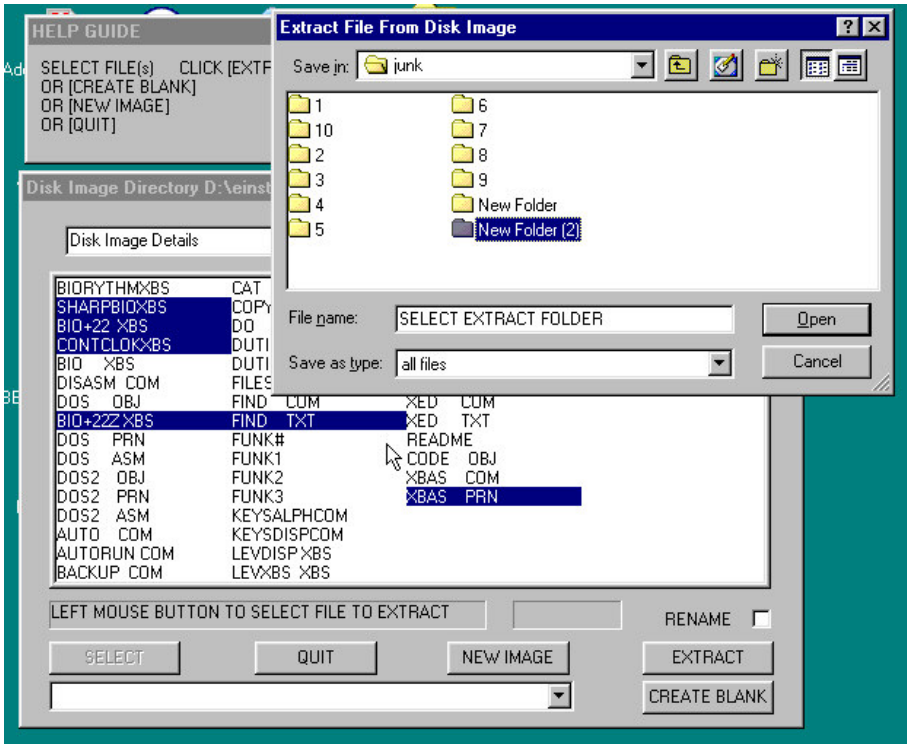 HELP GUIDE
SELECT FILE(s) CLICK [EXTF
OR [CREATE BLANK]
OR [NEW IMAGE]
OR [QUIT]
Extract File From Disk Image
Save in: junk
1 6
10 7
2 8
3 9
4 New Folder
5 New Folder (2)
File name: SELECT EXTRACT FOLDER Open
Save as type: all files Cancel
Disk Image Directory D:\einst
Disk Image Details
BIORYTHMXBS CAT
SHARPBIOXBS COPY
BIO+22 XBS DO
CONTCLOKXBS DUTI
BIO XBS DUTI
DISASM COM FILES
DOS OBJ FIND COM XED COM
BIO+22Z XBS FIND TXT XED TXT
DOS PRN FUNK# README
DOS ASM FUNK1 CODE OBJ
DOS2 OBJ FUNK2 XBAS COM
DOS2 PRN FUNK3 XBAS PRN
DOS2 ASM KEYSALPHCOM
AUTO COM KEYSDISPCOM
AUTORUN COM LEVDISP XBS
BACKUP COM LEVXBS XBS
LEFT MOUSE BUTTON TO SELECT FILE TO EXTRACT RENAME
SELECT QUIT NEW IMAGE EXTRACT
CREATE BLANK